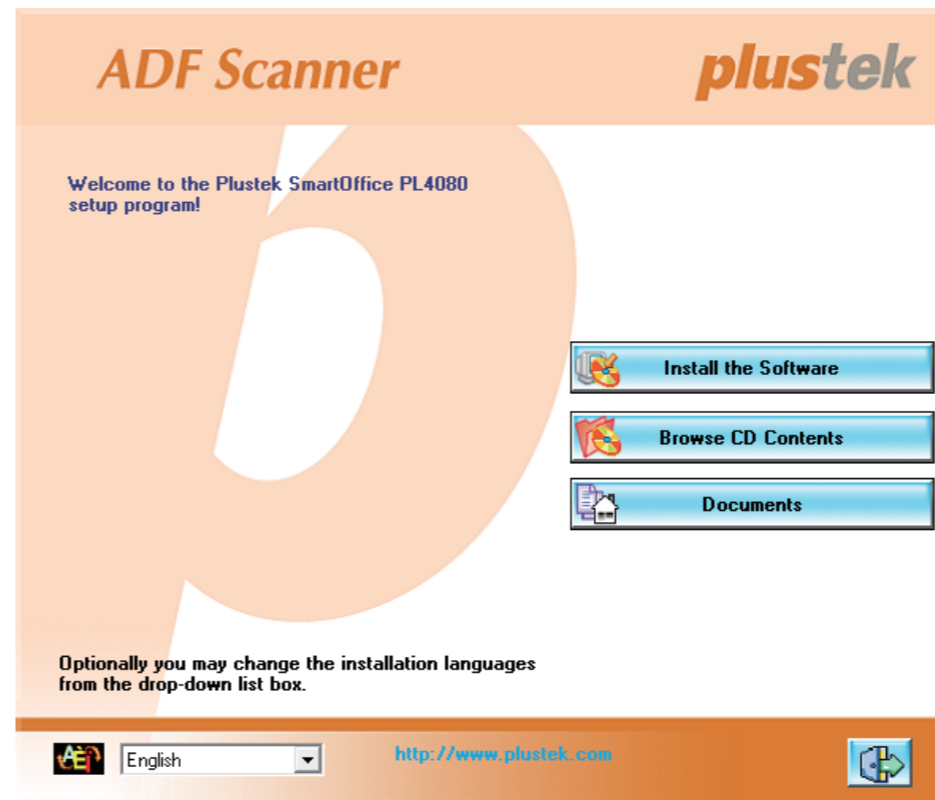 ADF Scanner
plustek
Welcome to the Plustek SmartOffice PL4080
setup program!
Install the Software
Browse CD Contents
Documents
Optionally you may change the installation languages
from the drop-down list box.
English
http://www.plustek.com